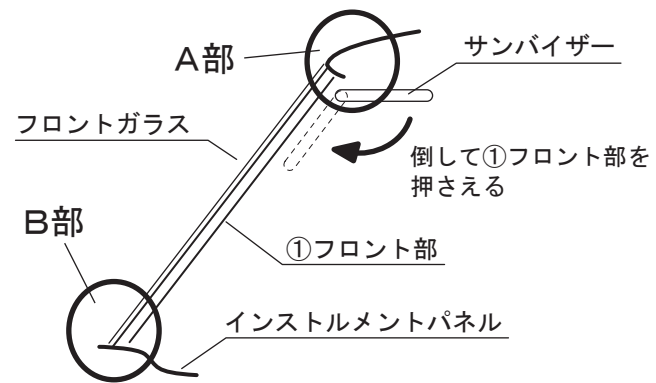 A部
サンバイザー
フロントガラス
倒して①フロント部を
押さえる
B部
①フロント部
インストルメントパネル